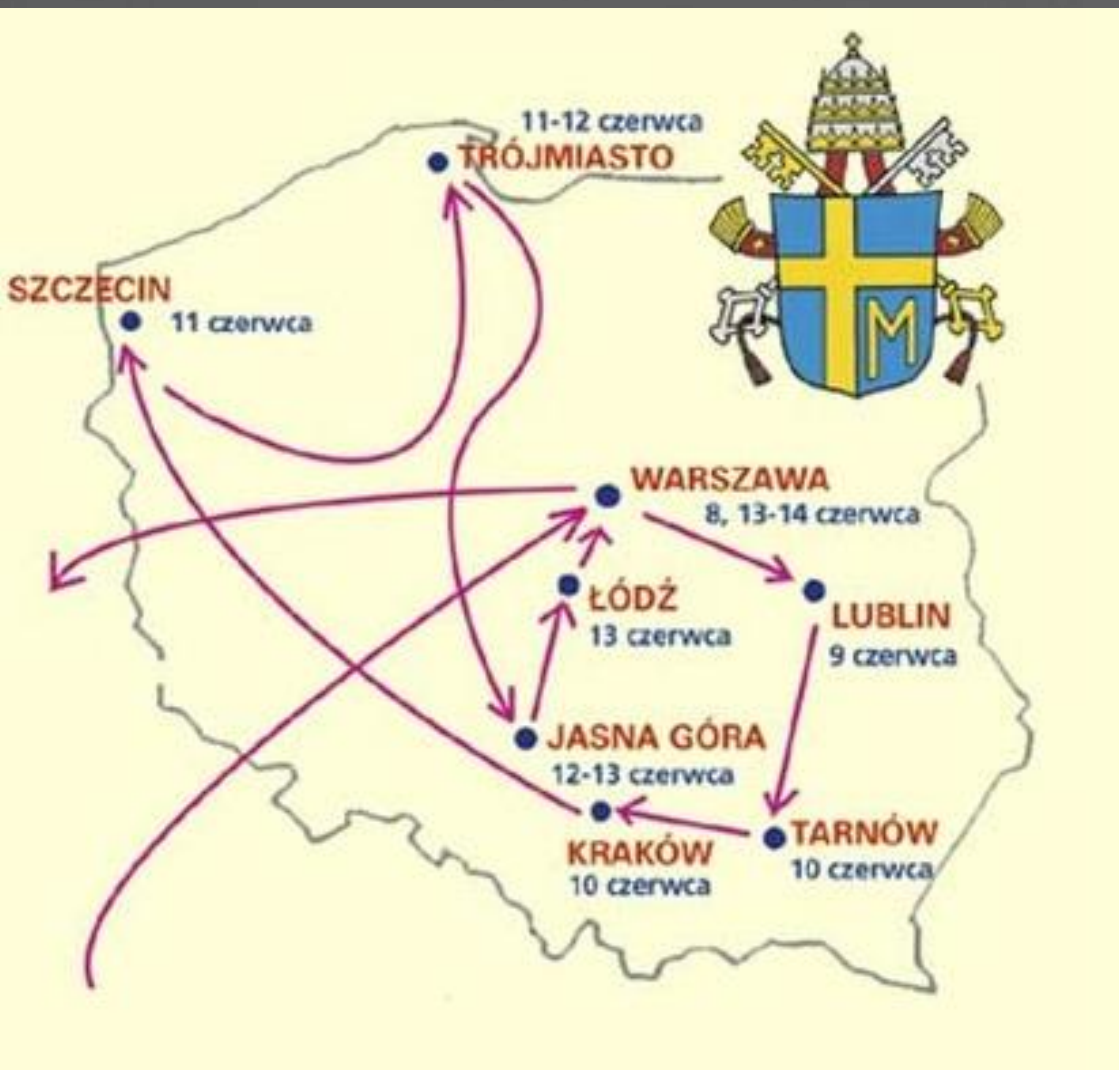 11-12 czerwca
TRÓJMIASTO
SZCZECIN
11 czerwca
M
WARSZAWA
8, 13-14 czerwca
ŁÓDŹ
13 czerwca
LUBLIN
9 czerwca
JASNA GÓRA
12-13 czerwca
KRAKÓW
10 czerwca
TARNÓW
10 czerwca